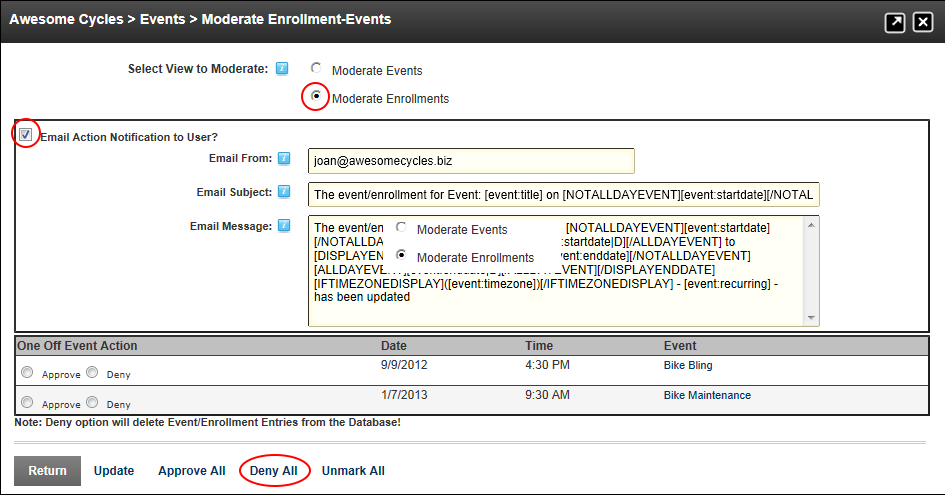 Awesome Cycles > Events > Moderate Enrollment-Events
Select View to Moderate:
Moderate Events
Moderate Enrollments
Email Action Notification to User?
Email From:
joan@awesomecycles.biz
Email Subject:
The event/enrollment for Event: [event:title] on [NOTALLDAYEVENT][event:startdate][/NOTAL
Email Message:
The event/en [NOTALLDAYEVENT][event:startdate]
Moderate Events
[/NOTALLDA :startdate|D][/ALLDAYEVENT] to
[DISPLAYEN :enddate][/NOTALLDAYEVENT]
Moderate Enrollments
[ALLDAYEVE EVENT][/DISPLAYENDDATE]
[IFTIMEZONEDISPLAY]([event:timezone])[/IFTIMEZONEDISPLAY] - [event:recurring] -
has been updated
One Off Event Action Date Time Event
Approve Deny 9/9/2012 4:30 PM Bike Bling
Approve Deny 1/7/2013 9:30 AM Bike Maintenance
Note: Deny option will delete Event/Enrollment Entries from the Database!
Return Update Approve All Deny All Unmark All